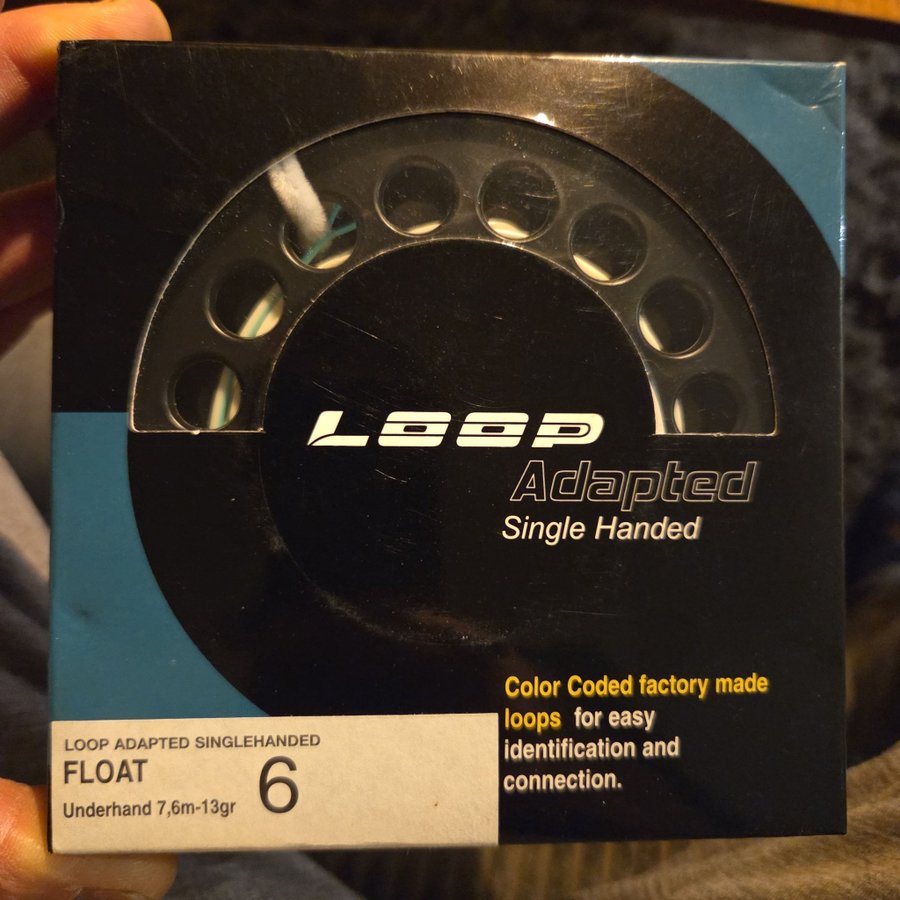 LOOP
Adapted
Single Handed
Color Coded factory made
loops for easy
identification and
connection.
LOOP ADAPTED SINGLEHANDED
FLOAT 6
Underhand 7,6m-13gr